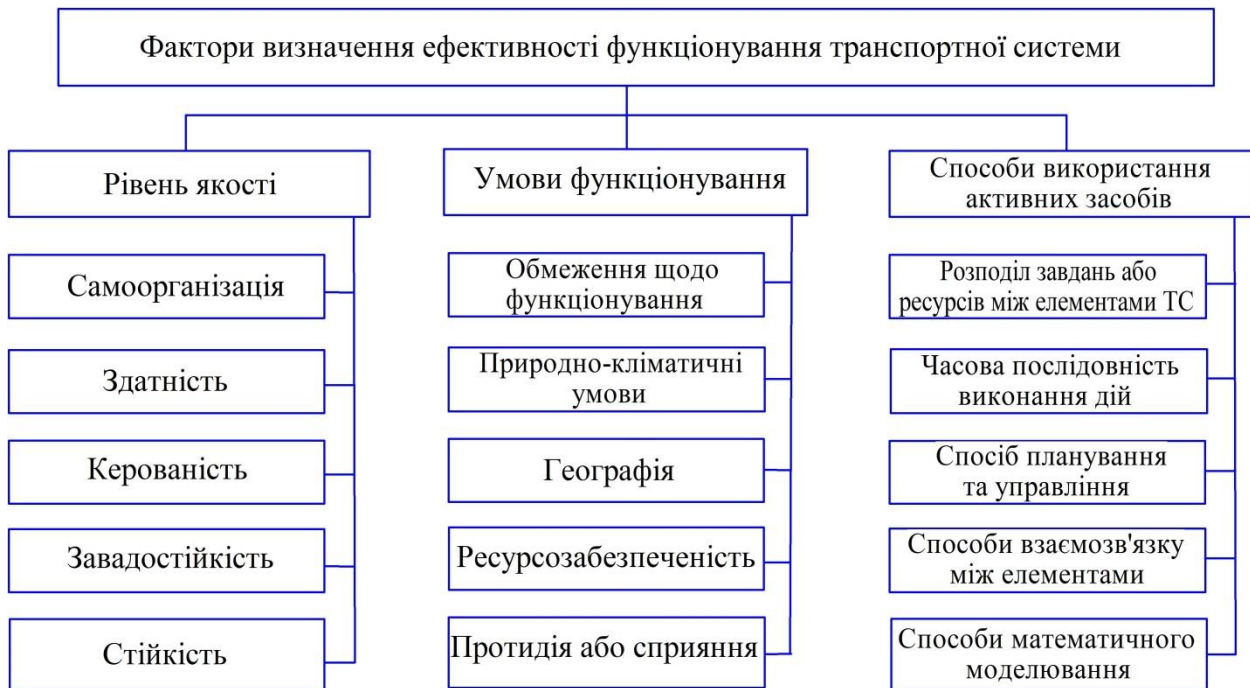 Фактори визначення ефективності функціонування транспортної системи
Рівень якості
Самоорганізація
Здатність
Керованість
Завадостійкість
Стійкість
Умови функціонування
Обмеження щодо
функціонування
Природно-кліматичні
умови
Географія
Ресурсозабезпеченість
Протидія або сприяння
Способи використання
активних засобів
Розподіл завдань або
ресурсів між елементами ТС
Часова послідовність
виконання дій
Спосіб планування
та управління
Способи взаємозв'язку
між елементами
Способи математичного
моделювання